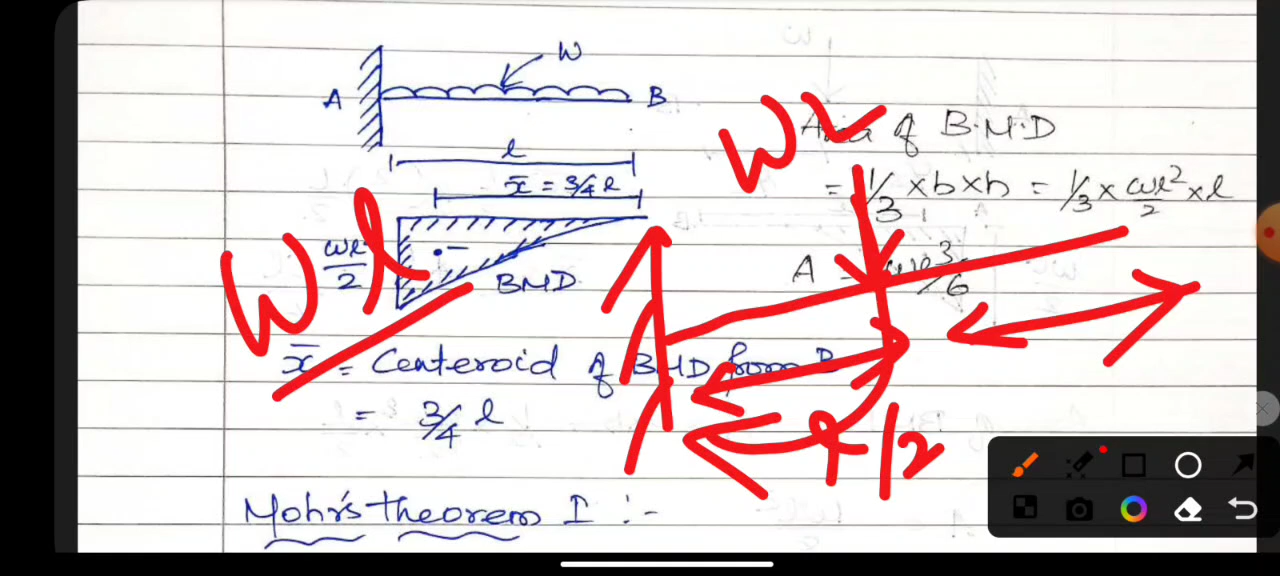 W
A B
l
x̄ = 3/4 l
wl²/2
BMD
Area of B.M.D
= 1/3 × b × h = 1/3 × wl²/2 × l
A = wl³/6
x̄ = Centeroid of BMD from B
= 3/4 l
Mohr's theorem I :-
wl
wl
l/2